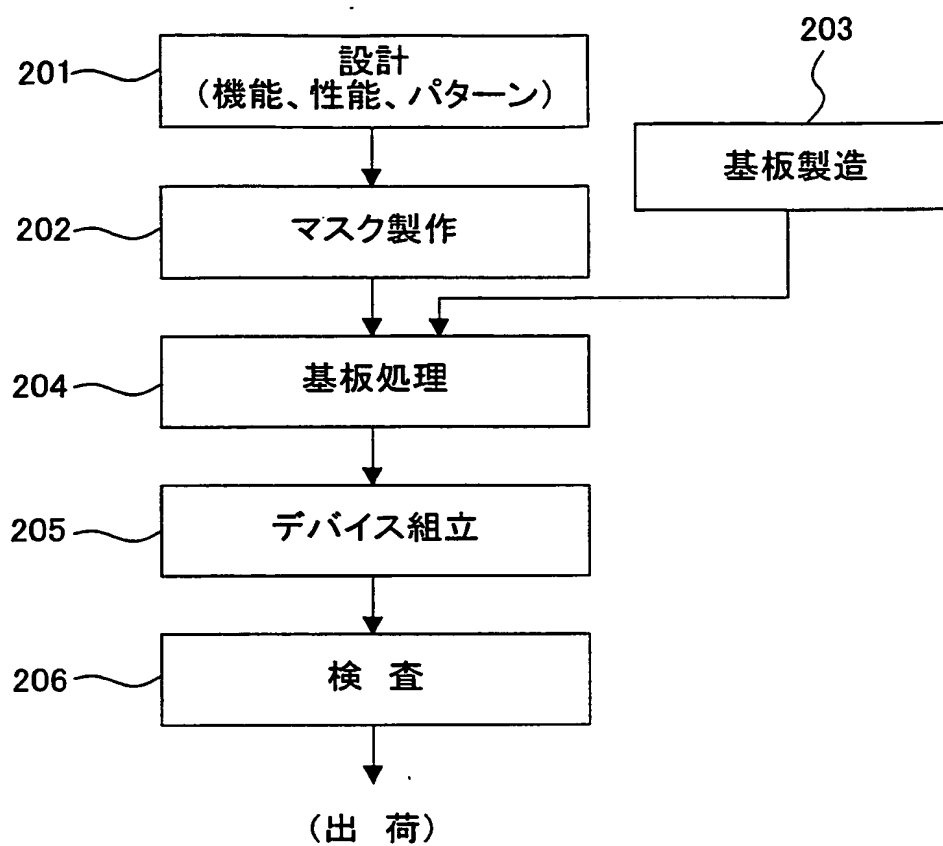 201
設計
(機能、性能、パターン)
203
基板製造
202
マスク製作
204
基板処理
205
デバイス組立
206
検 査
(出 荷)